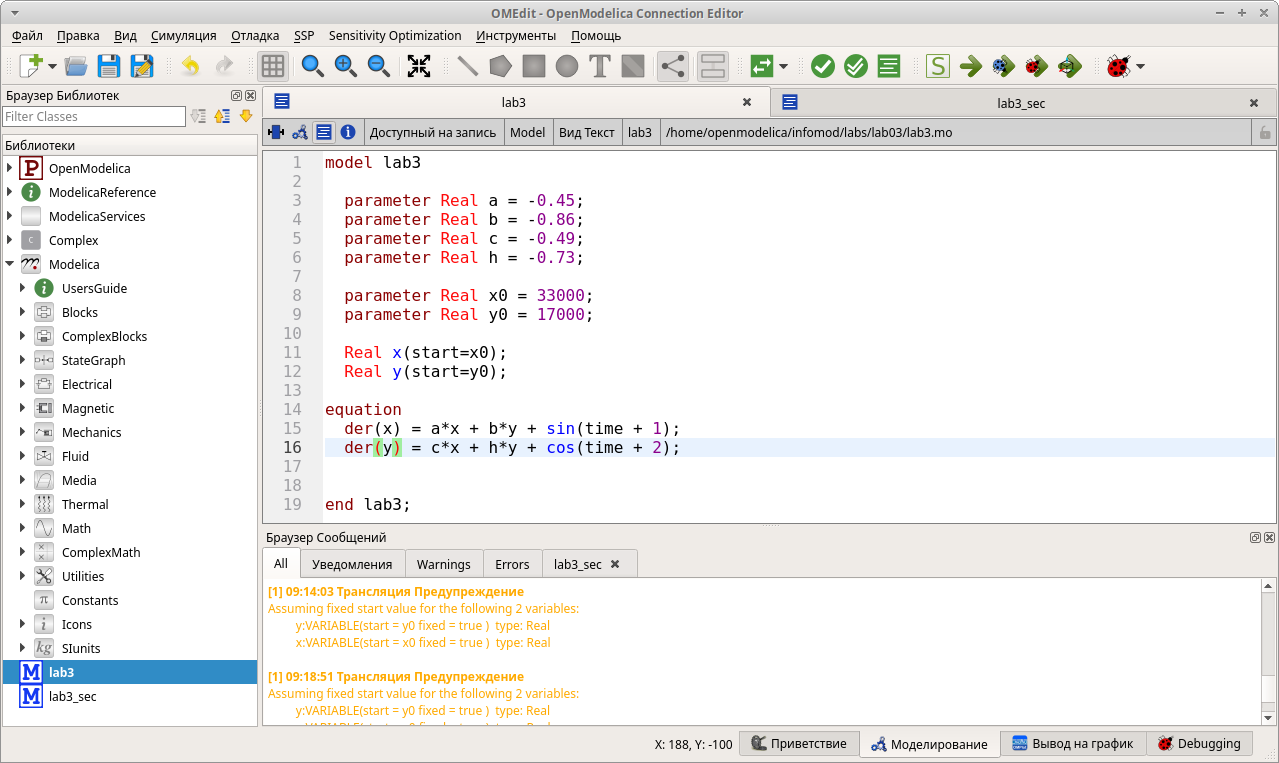 OMEdit - OpenModelica Connection Editor
Файл Правка Вид Симуляция Отладка SSP Sensitivity Optimization Инструменты Помощь
Браузер Библиотек
Filter Classes
Библиотеки
OpenModelica
ModelicaReference
ModelicaServices
Complex
Modelica
UsersGuide
Blocks
ComplexBlocks
StateGraph
Electrical
Magnetic
Mechanics
Fluid
Media
Thermal
Math
ComplexMath
Utilities
Constants
Icons
SIunits
lab3
lab3_sec
lab3
lab3_sec
Доступный на запись Model Вид Текст lab3 /home/openmodelica/infomod/labs/lab03/lab3.mo
1 model lab3
2
3 parameter Real a = -0.45;
4 parameter Real b = -0.86;
5 parameter Real c = -0.49;
6 parameter Real h = -0.73;
7
8 parameter Real x0 = 33000;
9 parameter Real y0 = 17000;
10
11 Real x(start=x0);
12 Real y(start=y0);
13
14 equation
15 der(x) = a*x + b*y + sin(time + 1);
16 der(y) = c*x + h*y + cos(time + 2);
17
18
19 end lab3;
Браузер Сообщений
All Уведомления Warnings Errors lab3_sec
[1] 09:14:03 Трансляция Предупреждение
Assuming fixed start value for the following 2 variables:
y:VARIABLE(start = y0 fixed = true ) type: Real
x:VARIABLE(start = x0 fixed = true ) type: Real
[1] 09:18:51 Трансляция Предупреждение
Assuming fixed start value for the following 2 variables:
y:VARIABLE(start = y0 fixed = true ) type: Real
X: 188, Y: -100 Приветствие Моделирование Вывод на график Debugging